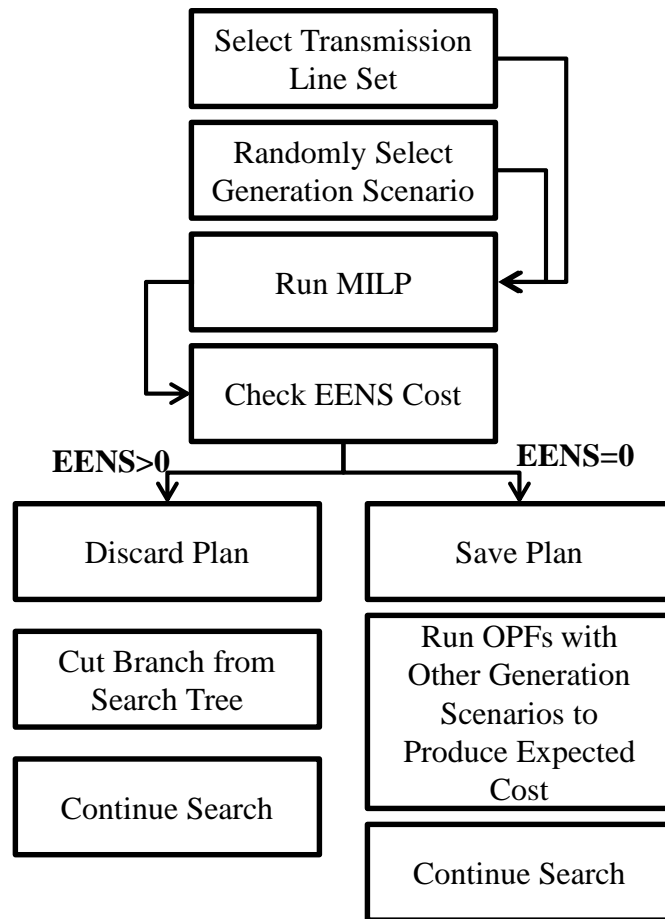 Select Transmission
Line Set
Randomly Select
Generation Scenario
Run MILP
Check EENS Cost
EENS>0
EENS=0
Discard Plan
Save Plan
Cut Branch from
Search Tree
Run OPFs with
Other Generation
Scenarios to
Produce Expected
Cost
Continue Search
Continue Search